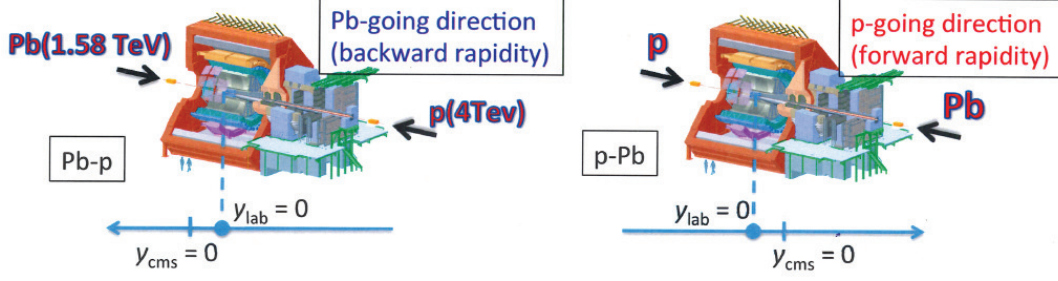 Pb(1.58 TeV)
Pb-going direction
(backward rapidity)
p(4Tev)
Pb-p
y_lab = 0
y_cms = 0
p
p-going direction
(forward rapidity)
Pb
p-Pb
y_lab = 0
y_cms = 0